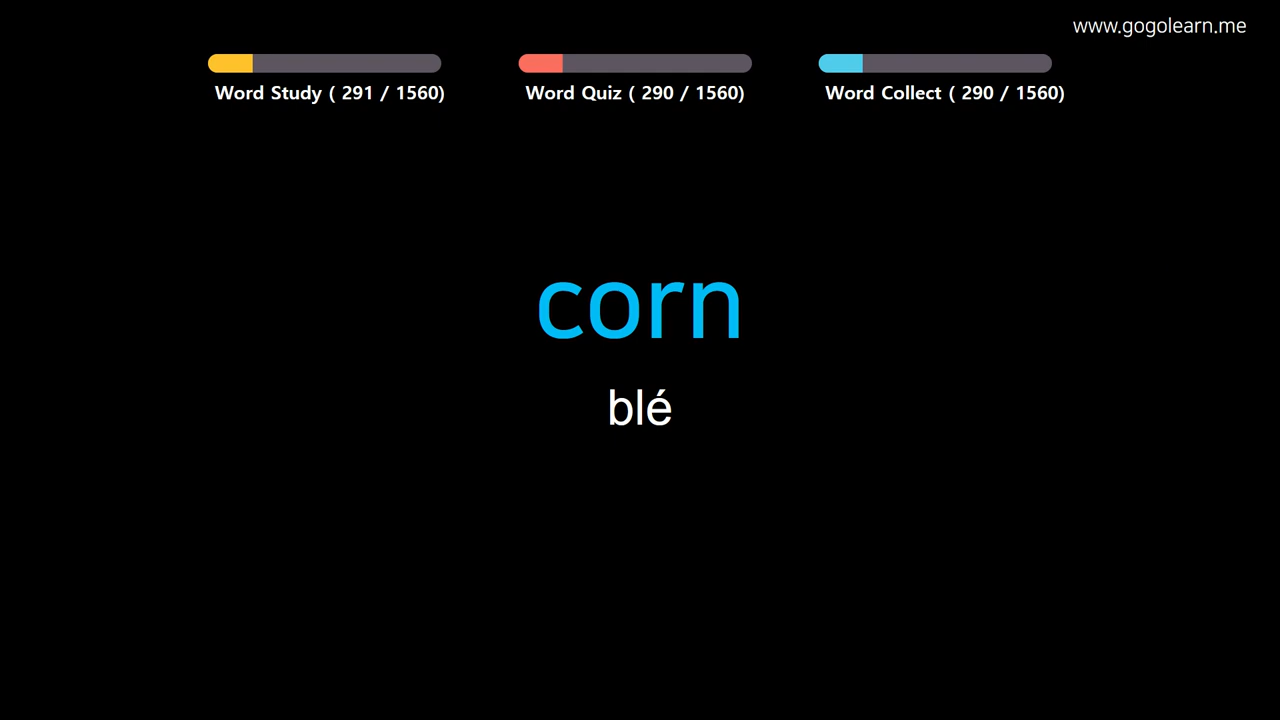 www.gogolearn.me
Word Study ( 291 / 1560)
Word Quiz ( 290 / 1560)
Word Collect ( 290 / 1560)
corn
blé